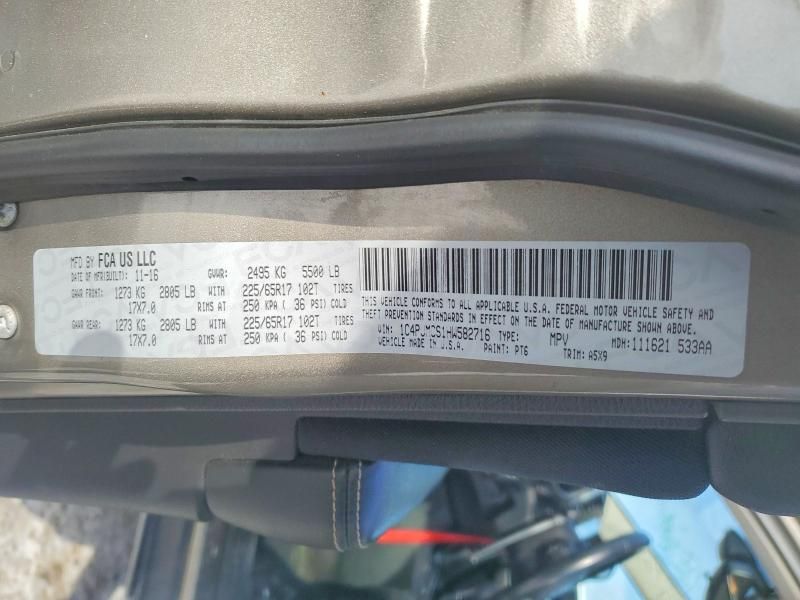 MFD BY FCA US LLC
DATE OF MFR(BUILT): 11-16 GVWR: 2495 KG 5500 LB
GAWR FRONT: 1273 KG 2805 LB WITH 225/65R17 102T TIRES
17X7.0 RIMS AT 250 KPA ( 36 PSI) COLD
GAWR REAR: 1273 KG 2805 LB WITH 225/65R17 102T TIRES
17X7.0 RIMS AT 250 KPA ( 36 PSI) COLD
THIS VEHICLE CONFORMS TO ALL APPLICABLE U.S.A. FEDERAL MOTOR VEHICLE SAFETY AND
THEFT PREVENTION STANDARDS IN EFFECT ON THE DATE OF MANUFACTURE SHOWN ABOVE.
VIN: 1C4PJMCS1HW582716 TYPE: MPV MDH: 111621 533AA
VEHICLE MADE IN U.S.A. PAINT: PT6 TRIM: A5X9